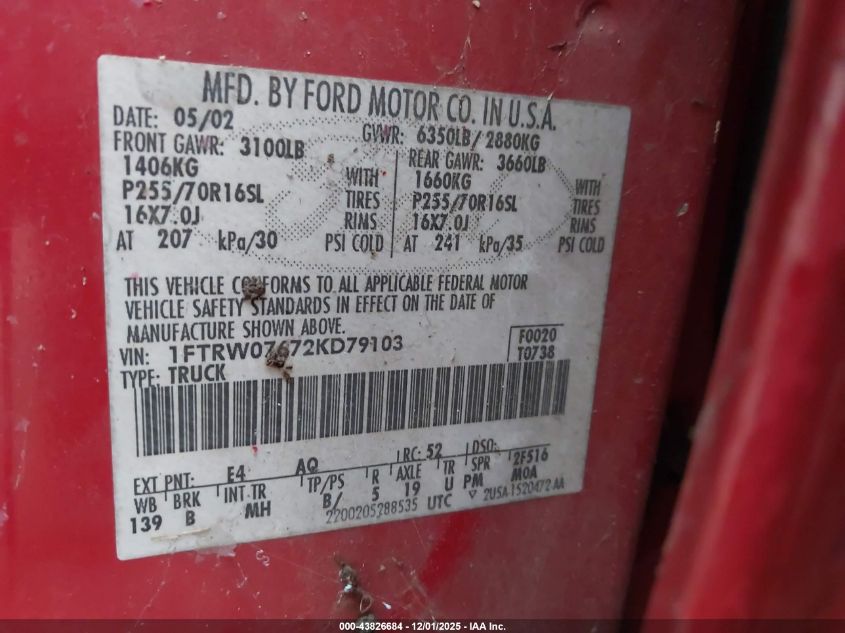 MFD. BY FORD MOTOR CO. IN U.S.A.
DATE: 05/02 GVWR: 6350LB/ 2880KG
FRONT GAWR: 3100LB REAR GAWR: 3660LB
1406KG WITH 1660KG WITH
P255/70R16SL TIRES P255/70R16SL TIRES
16X7.0J RIMS 16X7.0J RIMS
AT 207 kPa/30 PSI COLD AT 241 kPa/35 PSI COLD
THIS VEHICLE CONFORMS TO ALL APPLICABLE FEDERAL MOTOR
VEHICLE SAFETY STANDARDS IN EFFECT ON THE DATE OF
MANUFACTURE SHOWN ABOVE.
VIN: 1FTRW07672KD79103 F0020
TYPE: TRUCK T0738
EXT PNT: E4 AQ RC: 52 DSO: 2F516
WB BRK INT TR TP/PS R AXLE TR SPR M0A
139 B MH B/ 5 19 U PM
2200205288535 UTC V 2U5A-1520472-AA
000-43826684 - 12/01/2025 - IAA Inc.